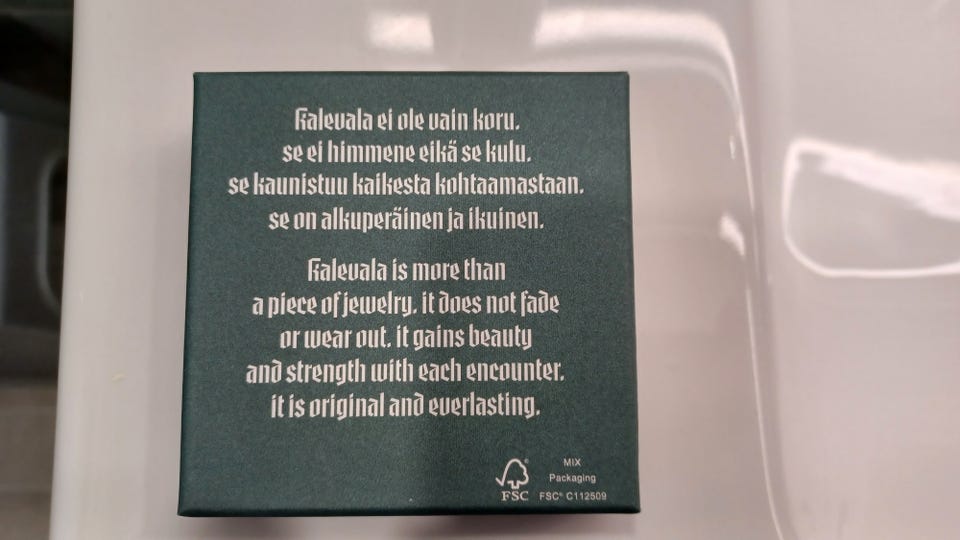 Kalevala ei ole vain koru.
se ei himmene eikä se kulu.
se kaunistuu kaikesta kohtaamastaan.
se on alkuperäinen ja ikuinen.
Kalevala is more than
a piece of jewelry. it does not fade
or wear out. it gains beauty
and strength with each encounter.
it is original and everlasting.
MIX
Packaging
FSC FSC® C112509